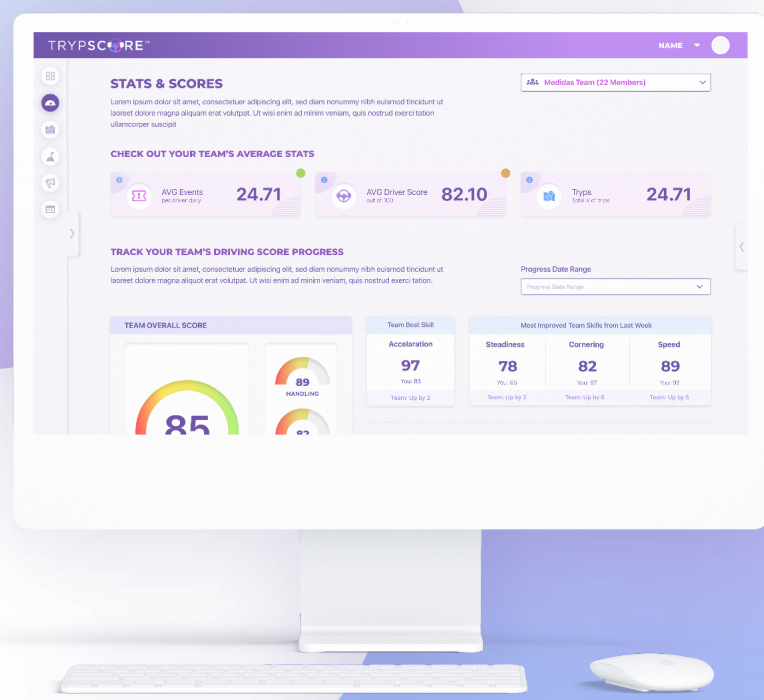 TRYPSCORE™
NAME
STATS & SCORES
Medidas Team (22 Members)
Lorem ipsum dolor sit amet, consectetuer adipiscing elit, sed diam nonummy nibh euismod tincidunt ut
laoreet dolore magna aliquam erat volutpat. Ut wisi enim ad minim veniam, quis nostrud exerci tation
ullamcorper suscipit
CHECK OUT YOUR TEAM'S AVERAGE STATS
AVG Events
per driver daily
24.71
AVG Driver Score
out of 100
82.10
Tryps
Total # of trips
24.71
TRACK YOUR TEAM'S DRIVING SCORE PROGRESS
Lorem ipsum dolor sit amet, consectetuer adipiscing elit, sed diam nonummy nibh euismod tincidunt ut
laoreet dolore magna aliquot erat volutpat. Ut wisi enim ad minim veniam, quis nostrud exerci tation.
Progress Date Range
Progress Date Range
TEAM OVERALL SCORE
85
89
HANDLING
82
Team Best Skill
Accelaration
97
You: 83
Team: Up by 2
Most Improved Team Skills from Last Week
Steadiness
78
You: 65
Team: Up by 2
Cornering
82
You: 87
Team: Up by 6
Speed
89
You: 92
Team: Up by 5